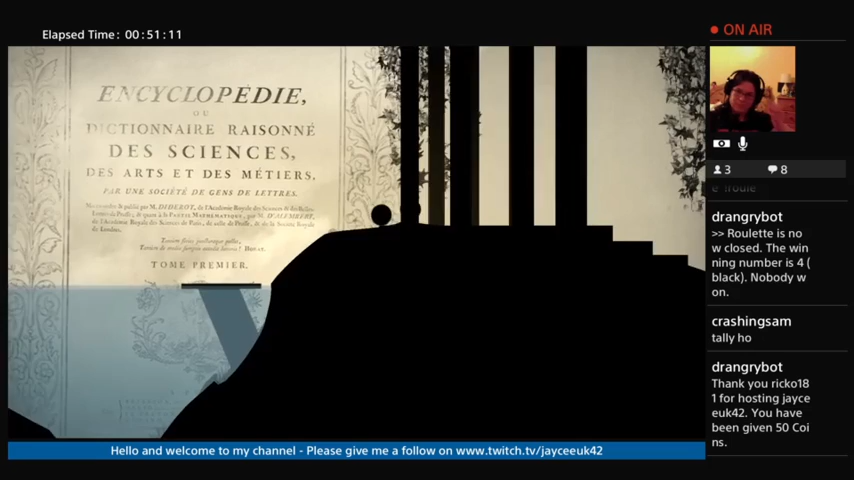 Elapsed Time: 00:51:11
ON AIR
ENCYCLOPÉDIE,
OU
DICTIONNAIRE RAISONNÉ
DES SCIENCES,
DES ARTS ET DES MÉTIERS,
PAR UNE SOCIÉTÉ DE GENS DE LETTRES.
TOME PREMIER.
3
8
drangrybot
>> Roulette is no
w closed. The win
ning number is 4 (
black). Nobody w
on.
crashingsam
tally ho
drangrybot
Thank you ricko18
1 for hosting jayce
euk42. You have
been given 50 Coi
ns.
Hello and welcome to my channel - Please give me a follow on www.twitch.tv/jayceeuk42